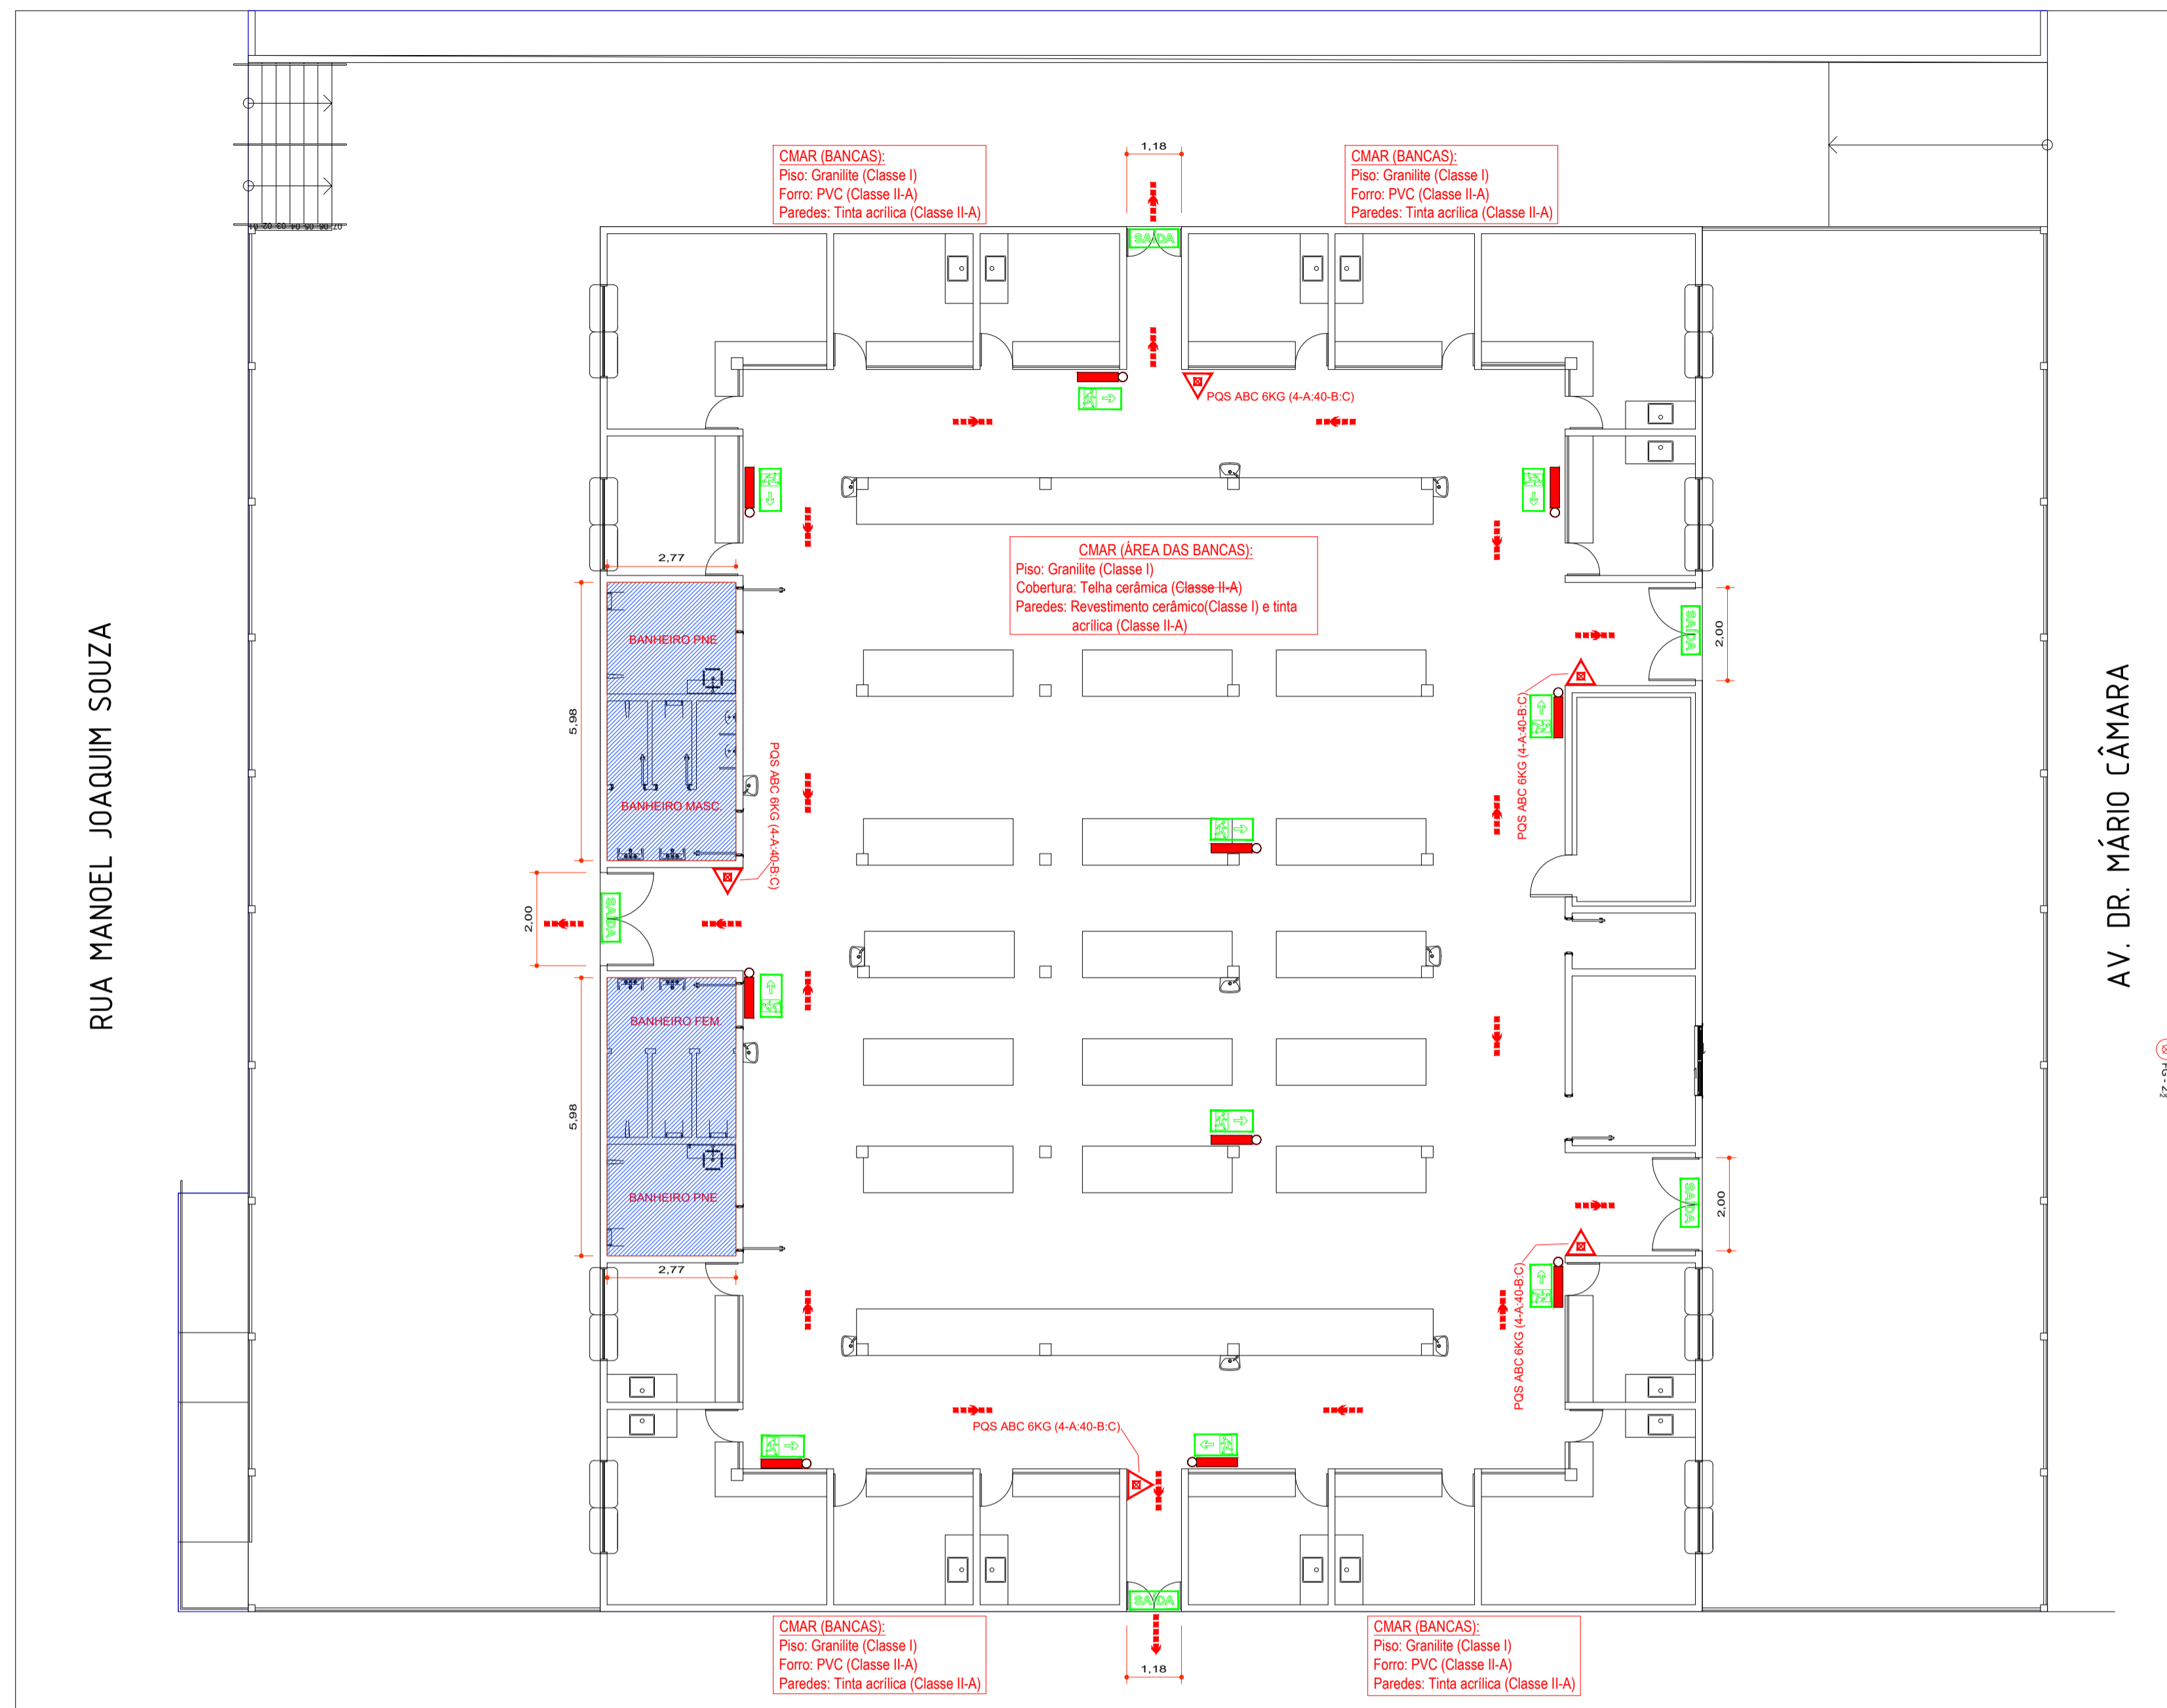 CMAR (BANCAS):
Piso: Granilite (Classe I)
Forro: PVC (Classe II-A)
Paredes: Tinta acrílica (Classe II-A)
1,18
CMAR (BANCAS):
Piso: Granilite (Classe I)
Forro: PVC (Classe II-A)
Paredes: Tinta acrílica (Classe II-A)
07 06 05 04 03 02 01
SAÍDA
PQS ABC 6KG (4-A:40-B:C)
CMAR (ÁREA DAS BANCAS):
Piso: Granilite (Classe I)
Cobertura: Telha cerâmica (Classe II-A)
Paredes: Revestimento cerâmico(Classe I) e tinta
acrílica (Classe II-A)
2,77
5,98
BANHEIRO PNE
BANHEIRO MASC.
PQS ABC 6KG (4-A:40-B:C)
SAÍDA
2,00
PQS ABC 6KG (4-A:40-B:C)
RUA MANOEL JOAQUIM SOUZA
AV. DR. MÁRIO CÂMARA
2,00
SAÍDA
BANHEIRO FEM.
5,98
BANHEIRO PNE
2,77
SAÍDA
2,00
PQS ABC 6KG (4-A:40-B:C)
PQS ABC 6KG (4-A:40-B:C)
SAÍDA
CMAR (BANCAS):
Piso: Granilite (Classe I)
Forro: PVC (Classe II-A)
Paredes: Tinta acrílica (Classe II-A)
1,18
CMAR (BANCAS):
Piso: Granilite (Classe I)
Forro: PVC (Classe II-A)
Paredes: Tinta acrílica (Classe II-A)